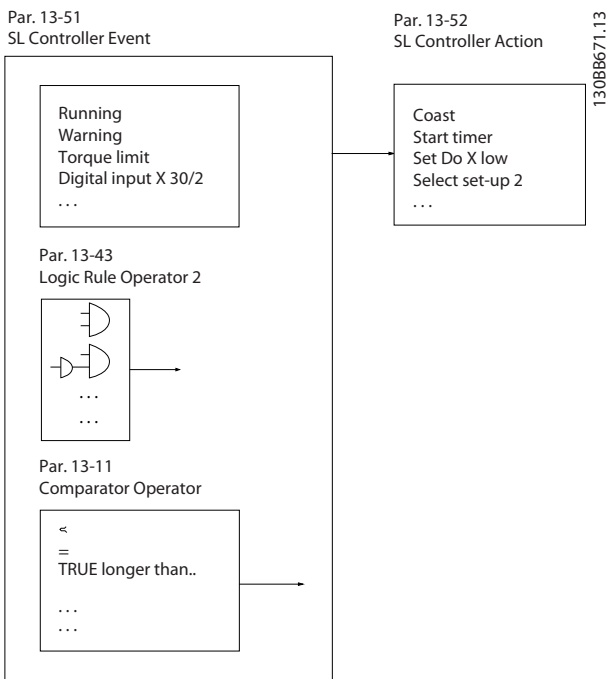 Par. 13-51
SL Controller Event
Par. 13-52
SL Controller Action
130BB671.13
Running
Warning
Torque limit
Digital input X 30/2
. . .
Coast
Start timer
Set Do X low
Select set-up 2
. . .
Par. 13-43
Logic Rule Operator 2
. . .
. . .
Par. 13-11
Comparator Operator
<
=
TRUE longer than..
. . .
. . .